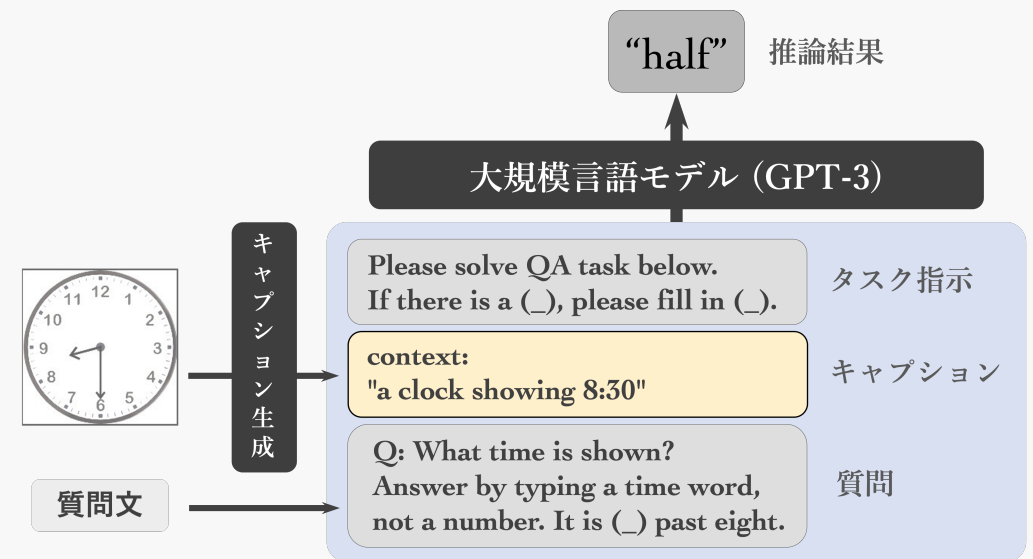 “half”
推論結果
大規模言語モデル (GPT-3)
キャプション生成
Please solve QA task below.
If there is a (_), please fill in (_).
タスク指示
12
11
1
10
2
9
3
8
4
7
6
5
context:
"a clock showing 8:30"
キャプション
質問文
Q: What time is shown?
Answer by typing a time word,
not a number. It is (_) past eight.
質問